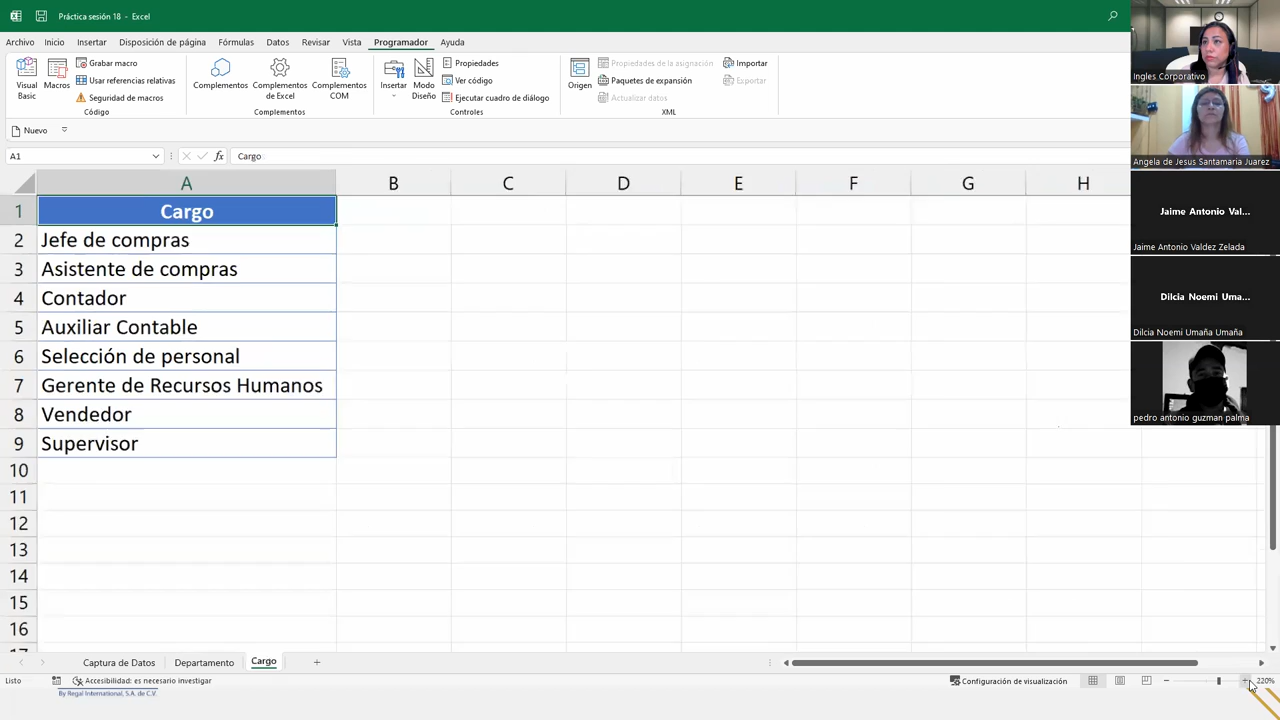 Práctica sesión 18 - Excel
Archivo Inicio Insertar Disposición de página Fórmulas Datos Revisar Vista Programador Ayuda
Visual Basic
Macros
Grabar macro
Usar referencias relativas
Seguridad de macros
Código
Complementos
Complementos de Excel
Complementos COM
Complementos
Insertar
Modo Diseño
Propiedades
Ver código
Ejecutar cuadro de diálogo
Controles
Origen
Propiedades de la asignación
Paquetes de expansión
Actualizar datos
Importar
Exportar
XML
Nuevo
A1
fx Cargo
A B C D E F G H
1 Cargo
2 Jefe de compras
3 Asistente de compras
4 Contador
5 Auxiliar Contable
6 Selección de personal
7 Gerente de Recursos Humanos
8 Vendedor
9 Supervisor
10
11
12
13
14
15
16
17
Captura de Datos Departamento Cargo
Listo Accesibilidad: es necesario investigar Configuración de visualización 220%
By Regal International, S.A. de C.V.
Ingles Corporativo
Angela de Jesus Santamaria Juarez
Jaime Antonio Val...
Jaime Antonio Valdez Zelada
Dilcia Noemi Uma...
Dilcia Noemi Umaña Umaña
pedro antonio guzman palma